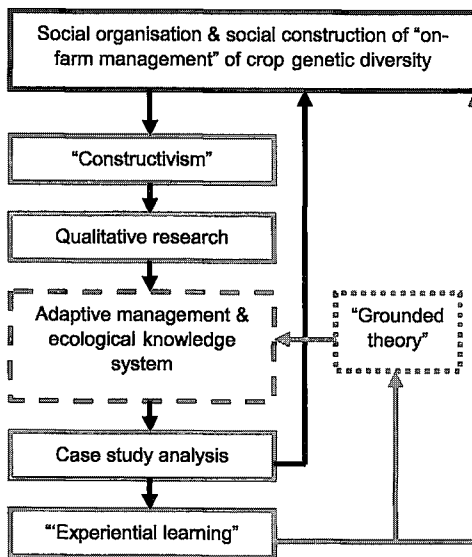 Social organisation & social construction of “on-
farm management” of crop genetic diversity
“Constructivism”
Qualitative research
Adaptive management &
ecological knowledge
system
“Grounded
theory”
Case study analysis
“‘Experiential learning”